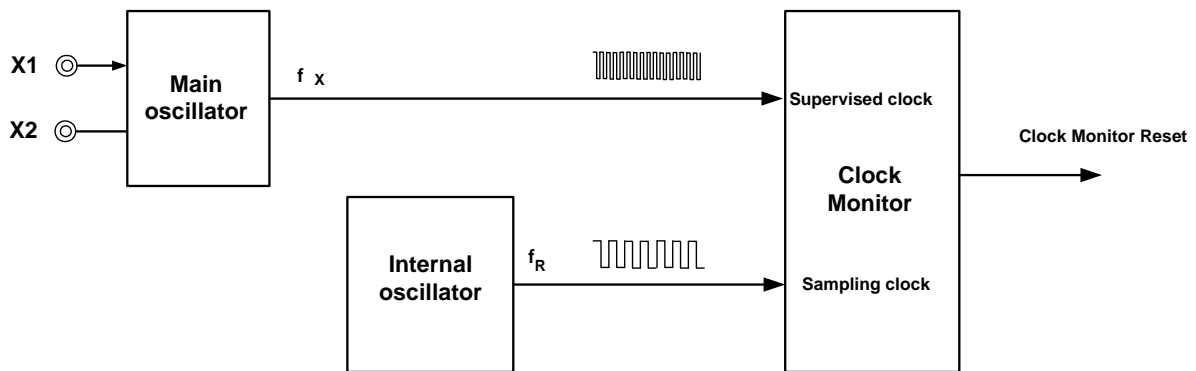 X1
X2
Main
oscillator
f X
Supervised clock
Clock Monitor Reset
Clock
Monitor
Internal
oscillator
fR
Sampling clock